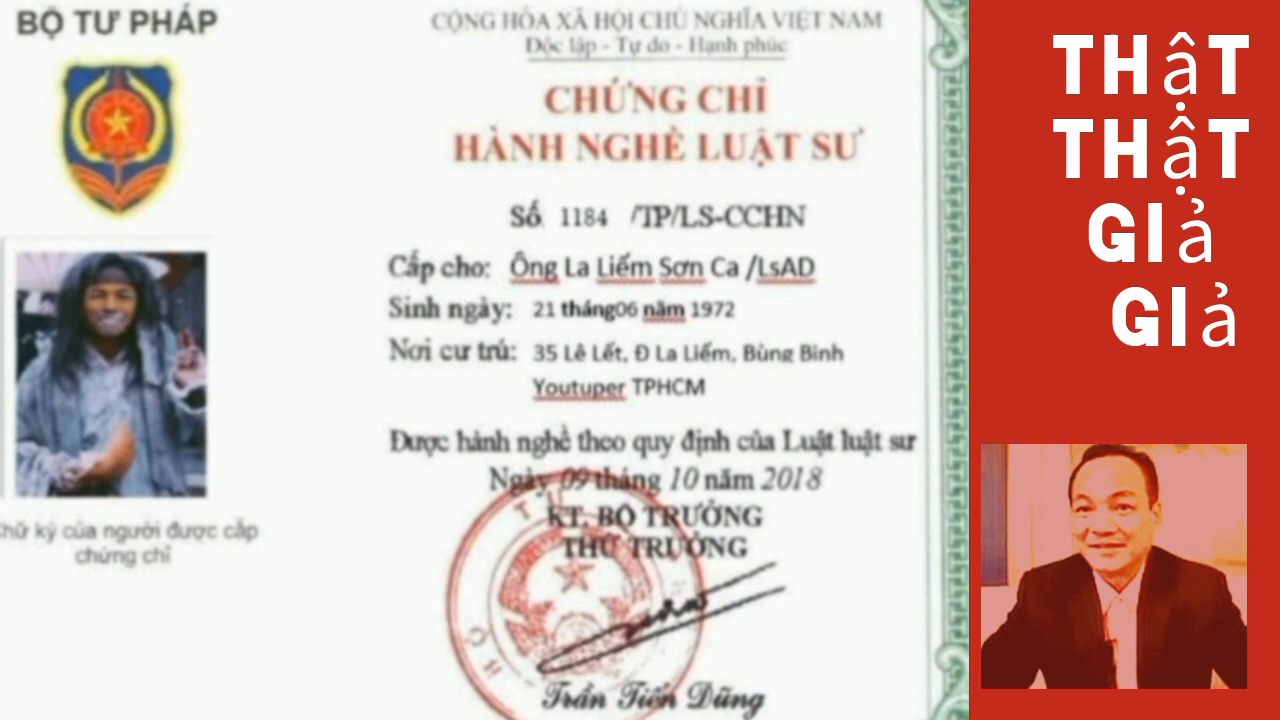 BỘ TƯ PHÁP
CỘNG HÒA XÃ HỘI CHỦ NGHĨA VIỆT NAM
Độc lập - Tự do - Hạnh phúc
CHỨNG CHỈ
HÀNH NGHỀ LUẬT SƯ
Số 1184 /TP/LS-CCHN
Cấp cho: Ông La Liếm Sơn Ca /LsAD
Sinh ngày: 21 tháng06 năm 1972
Nơi cư trú: 35 Lê Lết, Đ La Liếm, Bùng Binh
Youtuper TPHCM
Được hành nghề theo quy định của Luật luật sư
Ngày 09 tháng 10 năm 2018
KT. BỘ TRƯỞNG
THỨ TRƯỞNG
Trần Tiến Dũng
hữ ký của người được cấp
chứng chỉ
THẬT
THẬT
GIẢ
GIẢ